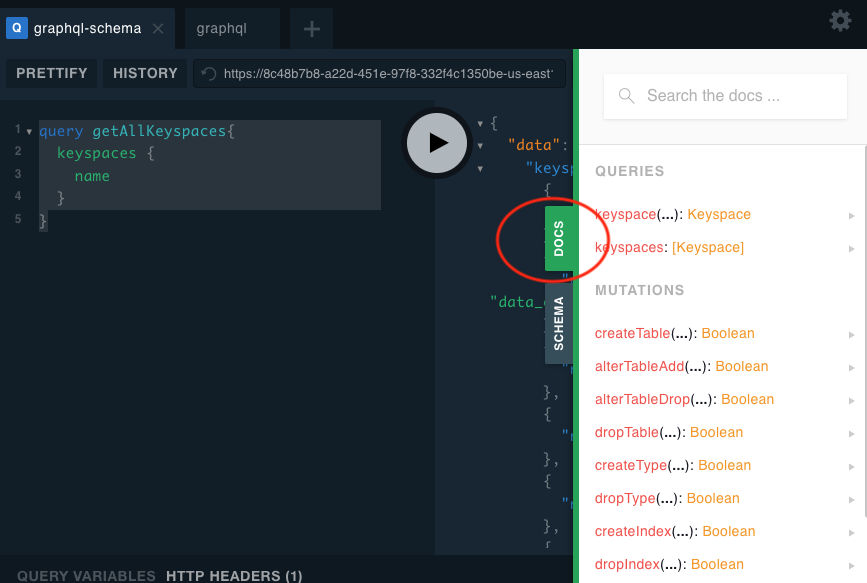 Q graphql-schema
graphql
PRETTIFY
HISTORY
https://8c48b7b8-a22d-451e-97f8-332f4c1350be-us-east
1 query getAllKeyspaces{
2 keyspaces {
3 name
4 }
5 }
{
"data":
"keysp
{
"data_
},
{
},
{
},
DOCS
SCHEMA
Search the docs ...
QUERIES
keyspace(...): Keyspace
keyspaces: [Keyspace]
MUTATIONS
createTable(...): Boolean
alterTableAdd(...): Boolean
alterTableDrop(...): Boolean
dropTable(...): Boolean
createType(...): Boolean
dropType(...): Boolean
createIndex(...): Boolean
dropIndex(...): Boolean
QUERY VARIABLES HTTP HEADERS (1)